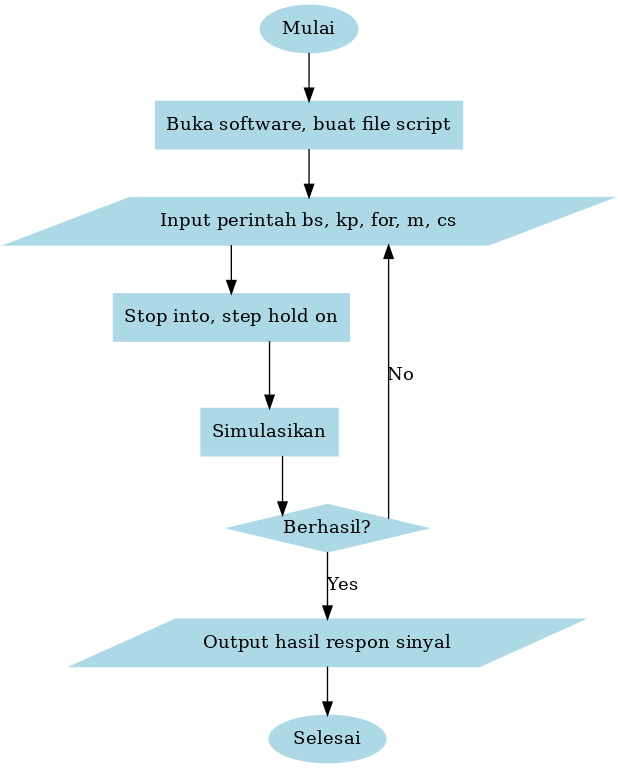 Mulai
Buka software, buat file script
Input perintah bs, kp, for, m, cs
Stop into, step hold on
No
Simulasikan
Berhasil?
Yes
Output hasil respon sinyal
Selesai